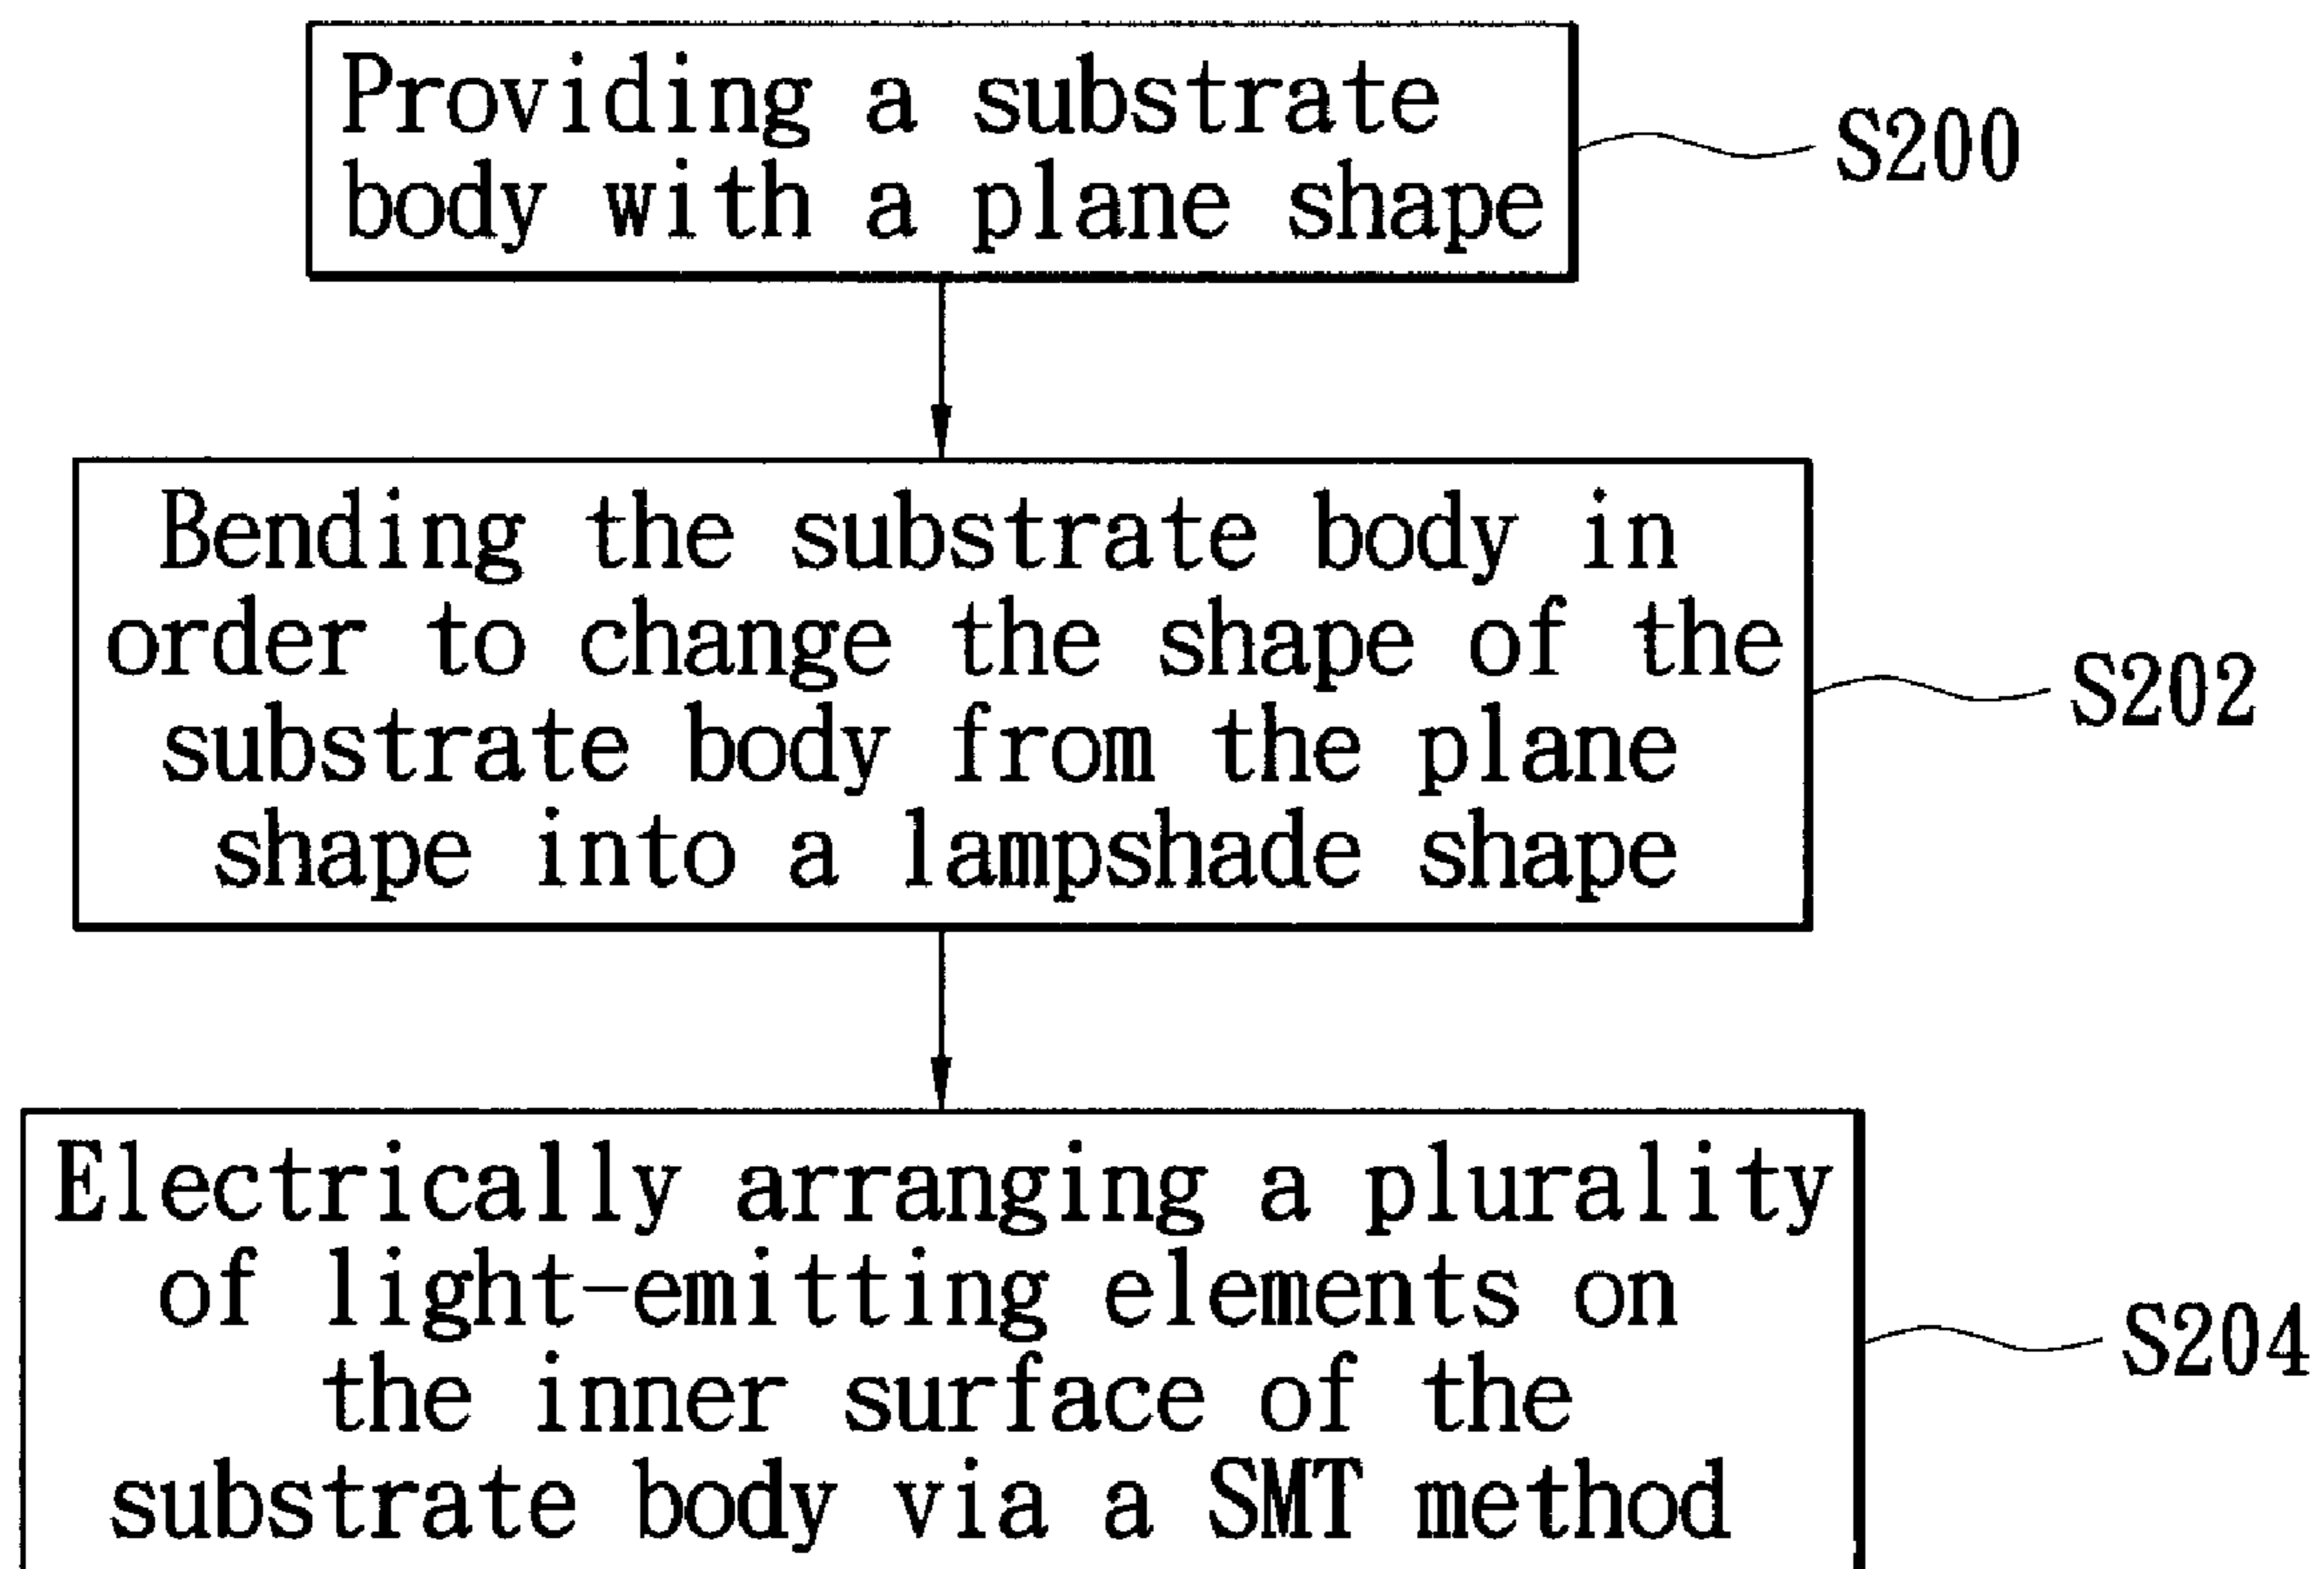 Providing a substrate
body with a plane shape
S200
Bending the substrate body in
order to change the shape of the
substrate body from the plane
shape into a lampshade shape
S202
Electrically arranging a plurality
of light-emitting elements on
the inner surface of the
substrate body via a SMT method
S204